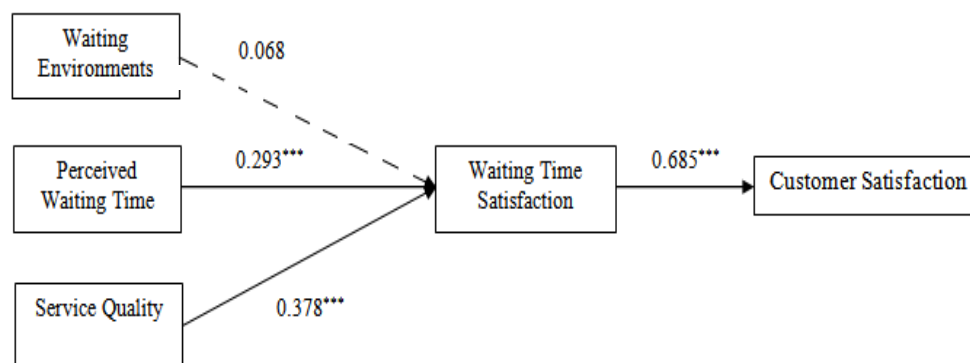 Waiting
Environments
0.068
Perceived
Waiting Time
0.293***
Waiting Time
Satisfaction
0.685***
Customer Satisfaction
Service Quality
0.378***